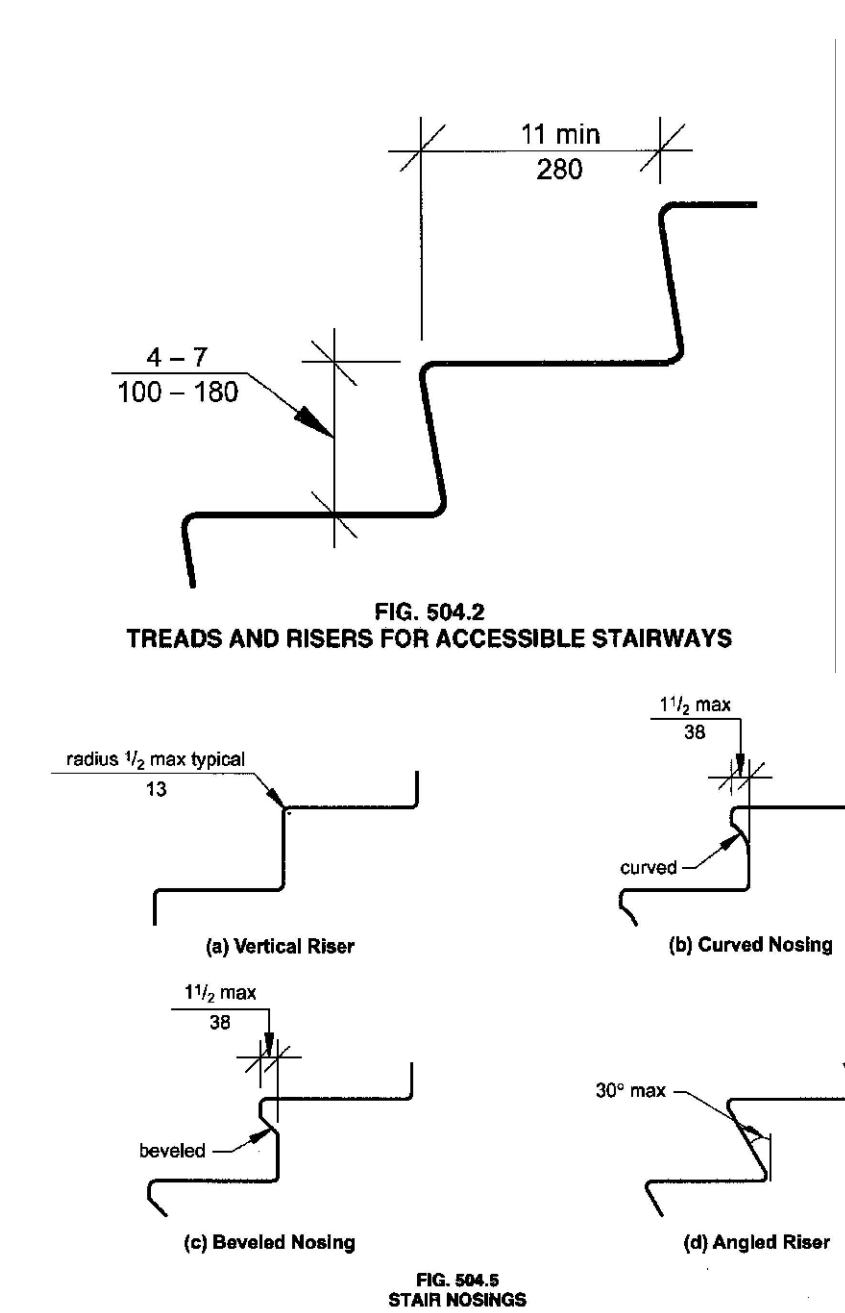 11 min
280
4 – 7
100 – 180
FIG. 504.2
TREADS AND RISERS FOR ACCESSIBLE STAIRWAYS
radius 1/2 max typical
13
(a) Vertical Riser
11/2 max
38
curved
(b) Curved Nosing
11/2 max
38
beveled
(c) Beveled Nosing
30° max
(d) Angled Riser
FIG. 504.5
STAIR NOSINGS